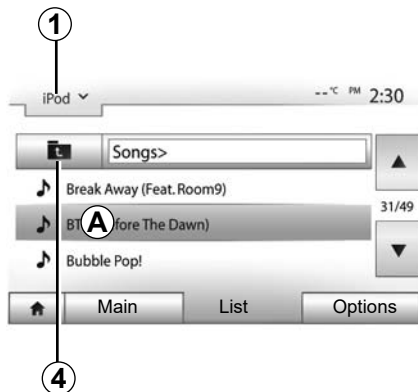 1
iPod --°C PM 2:30
Songs>
Break Away (Feat. Room9)
31/49
A
BT fore The Dawn)
Bubble Pop!
Main List Options
4